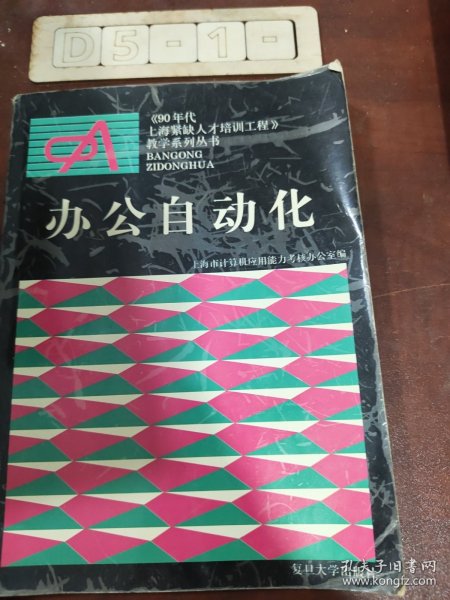 D5-1-
《90年代
上海紧缺人才培训工程》
教学系列丛书
BANGONG
ZIDONGHUA
办公自动化
上海市计算机应用能力考核办公室编
复旦大学出版社
孔夫子旧书网
www.kongfz.com